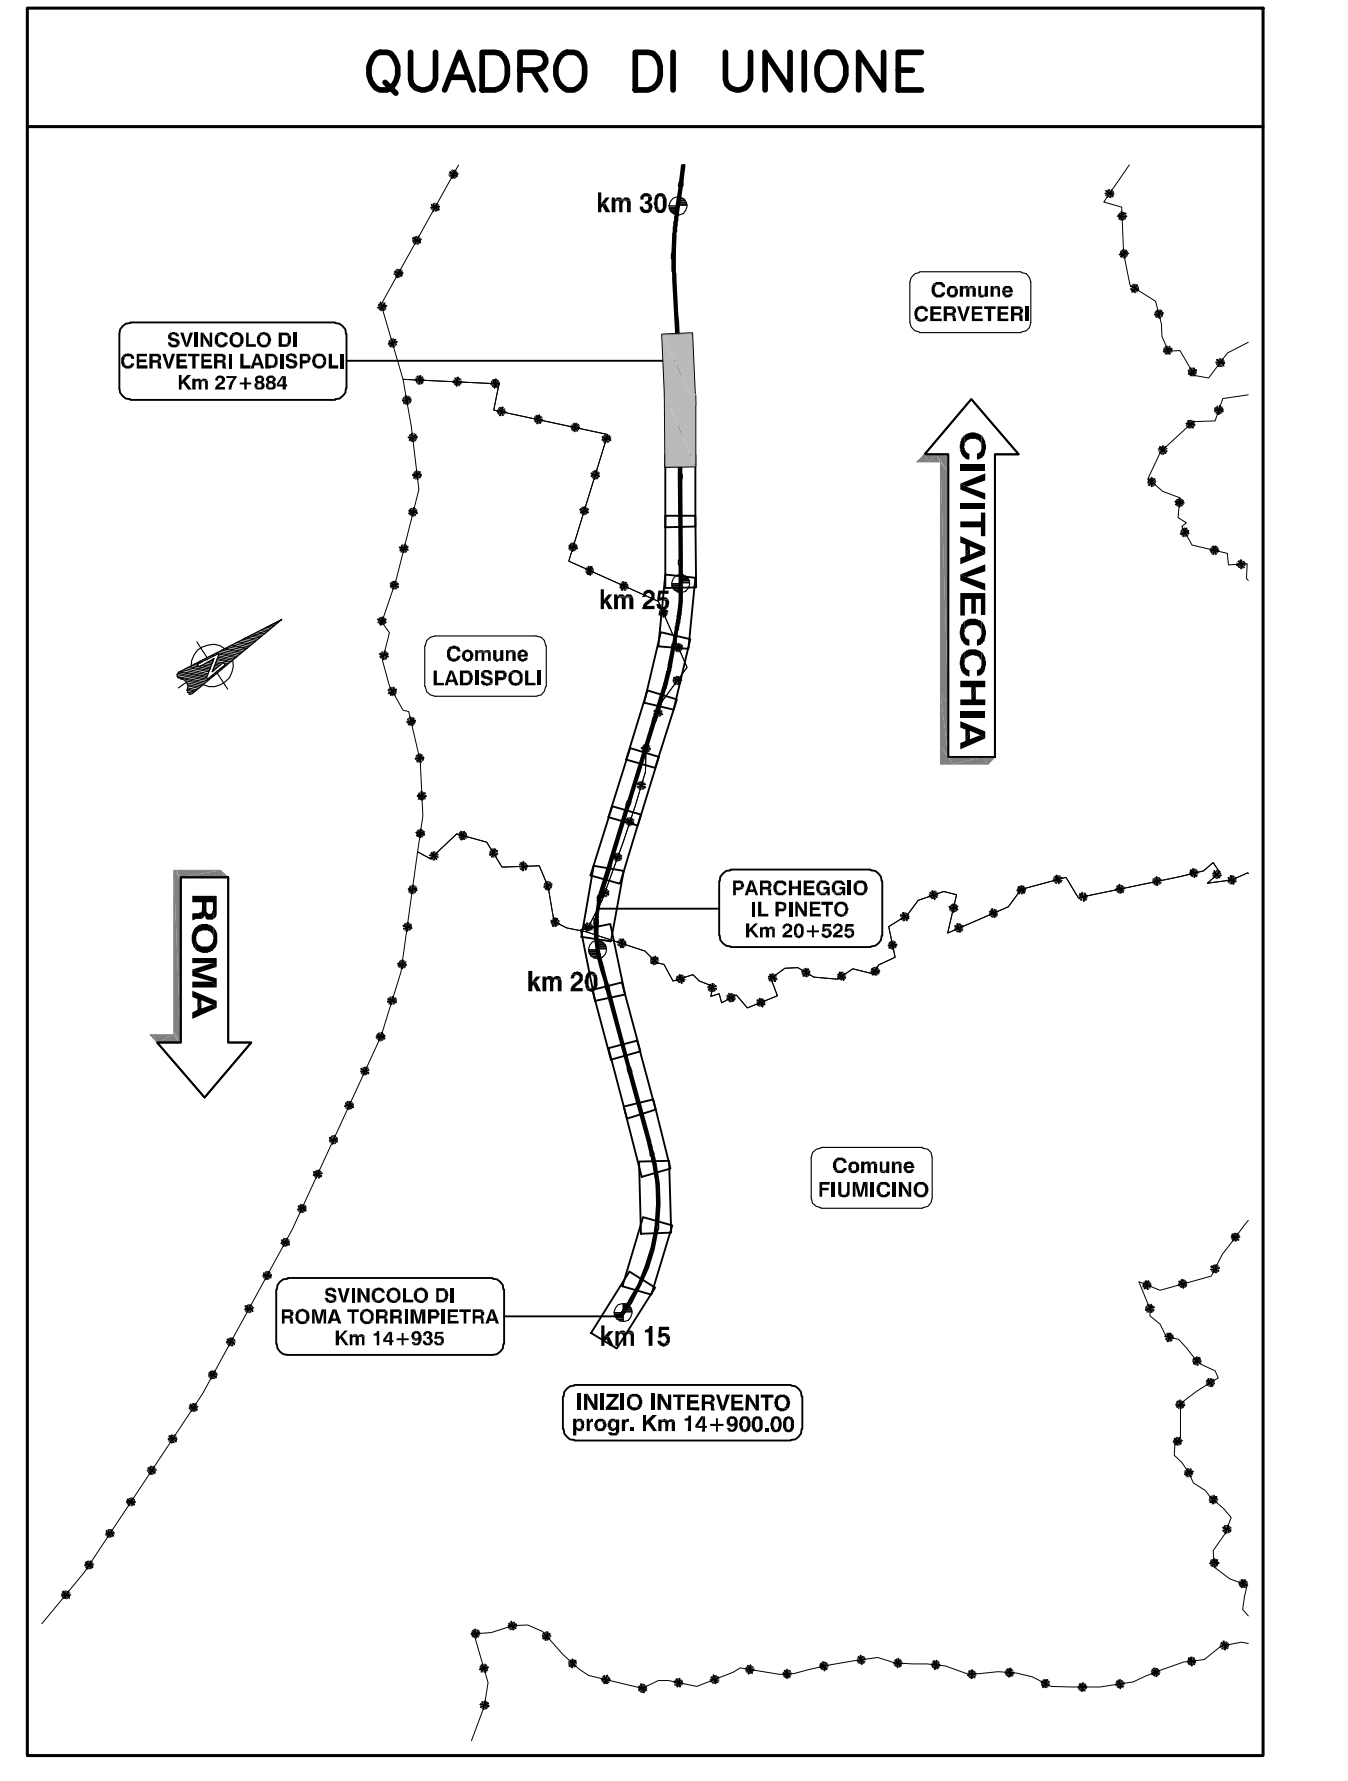 QUADRO DI UNIONE
km 30
Comune
CERVETERI
SVINCOLO DI
CERVETERI LADISPOLI
Km 27+884
CIVITAVECCHIA
km 25
Comune
LADISPOLI
Z
ROMA
PARCHEGGIO
IL PINETO
Km 20+525
km 20
Comune
FIUMICINO
SVINCOLO DI
ROMA TORRIMPIETRA
Km 14+935
km 15
INIZIO INTERVENTO
progr. Km 14+900.00